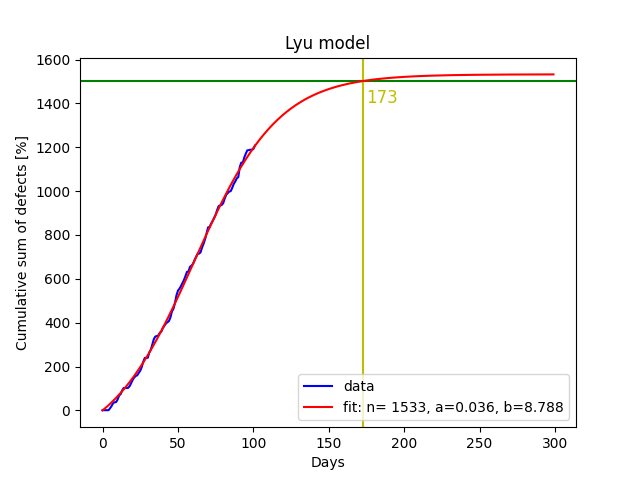 Lyu model
Cumulative sum of defects [%]
1600
1400
1200
1000
800
600
400
200
0
173
data
fit: n= 1533, a=0.036, b=8.788
0 50 100 150 200 250 300
Days